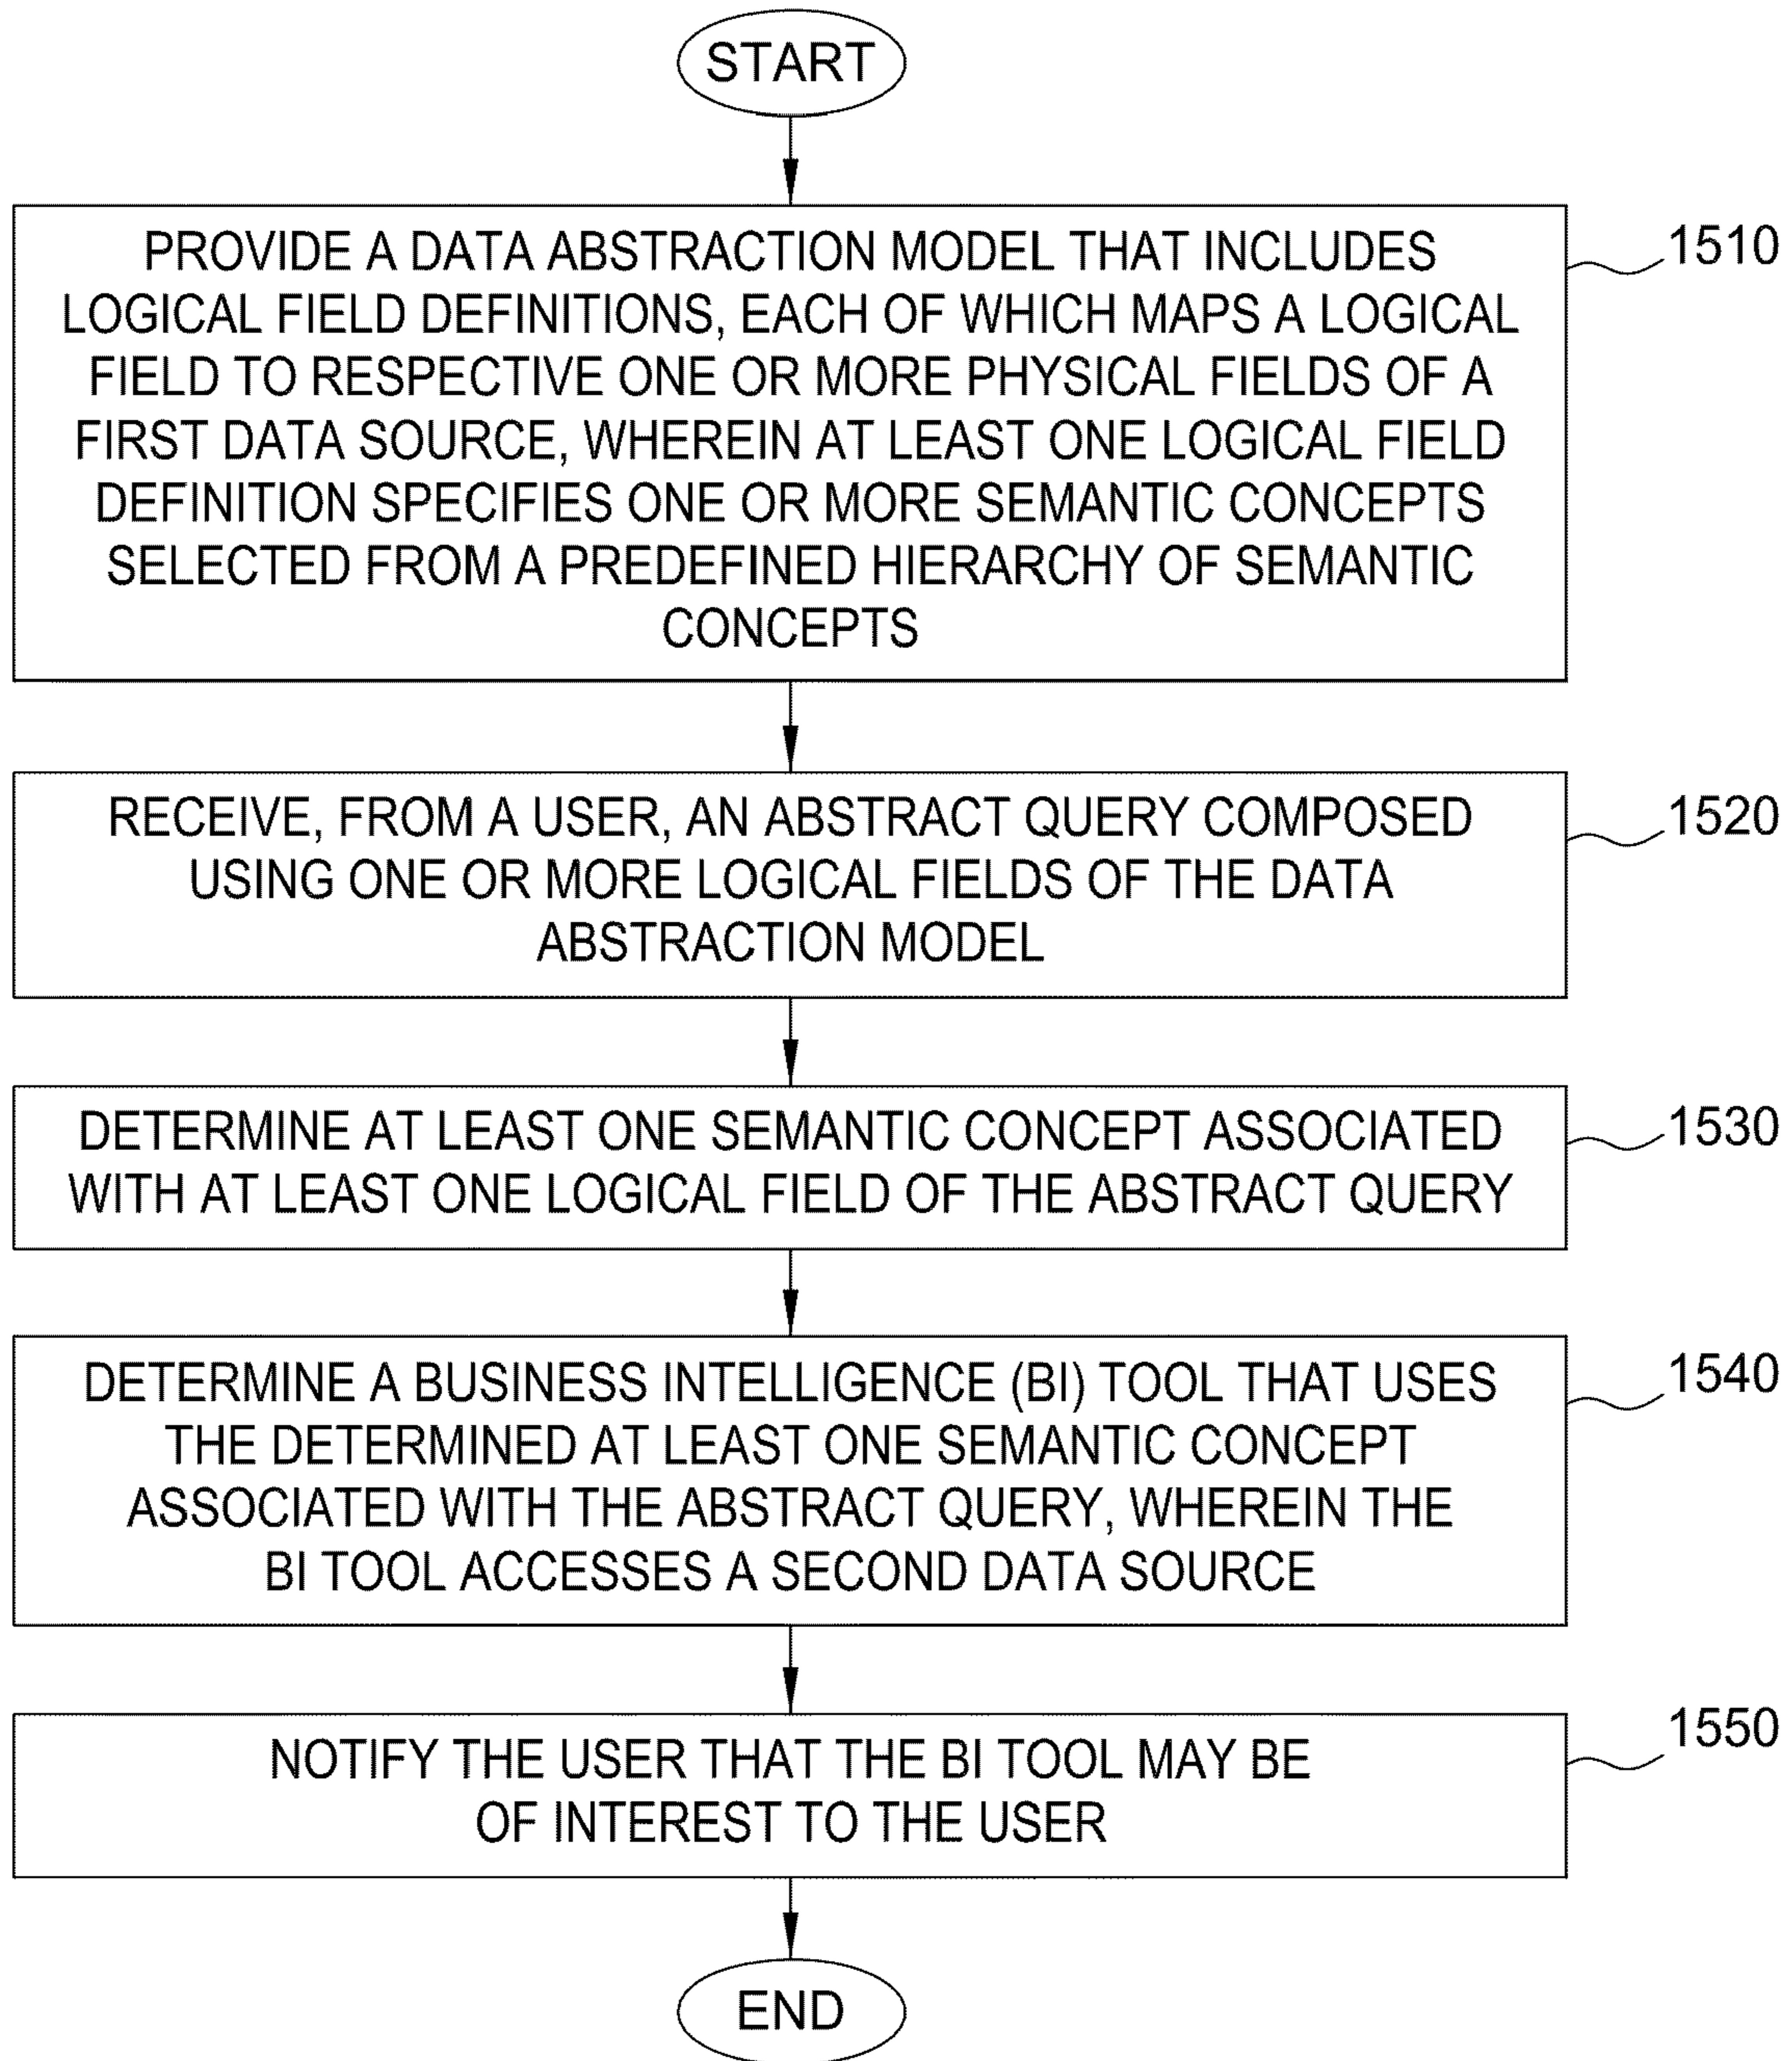 START
PROVIDE A DATA ABSTRACTION MODEL THAT INCLUDES
LOGICAL FIELD DEFINITIONS, EACH OF WHICH MAPS A LOGICAL
FIELD TO RESPECTIVE ONE OR MORE PHYSICAL FIELDS OF A
FIRST DATA SOURCE, WHEREIN AT LEAST ONE LOGICAL FIELD
DEFINITION SPECIFIES ONE OR MORE SEMANTIC CONCEPTS
SELECTED FROM A PREDEFINED HIERARCHY OF SEMANTIC
CONCEPTS
1510
RECEIVE, FROM A USER, AN ABSTRACT QUERY COMPOSED
USING ONE OR MORE LOGICAL FIELDS OF THE DATA
ABSTRACTION MODEL
1520
DETERMINE AT LEAST ONE SEMANTIC CONCEPT ASSOCIATED
WITH AT LEAST ONE LOGICAL FIELD OF THE ABSTRACT QUERY
1530
DETERMINE A BUSINESS INTELLIGENCE (BI) TOOL THAT USES
THE DETERMINED AT LEAST ONE SEMANTIC CONCEPT
ASSOCIATED WITH THE ABSTRACT QUERY, WHEREIN THE
BI TOOL ACCESSES A SECOND DATA SOURCE
1540
NOTIFY THE USER THAT THE BI TOOL MAY BE
OF INTEREST TO THE USER
1550
END